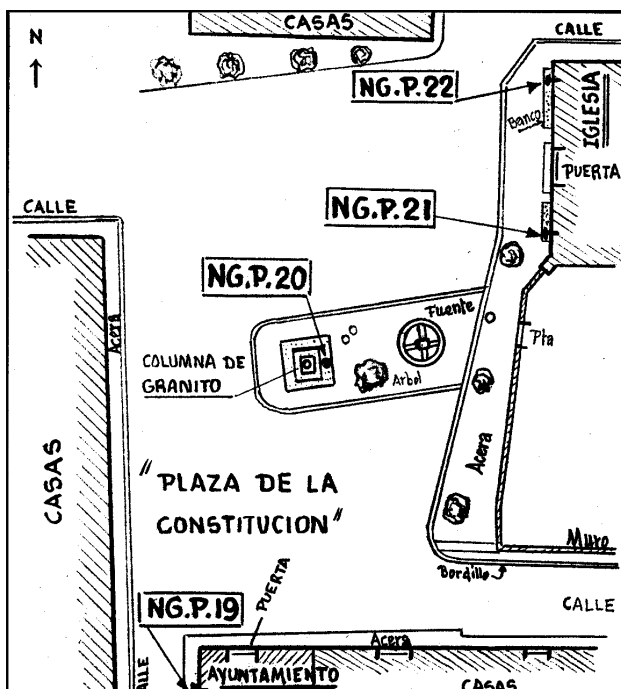 CASAS
CALLE
N
NG.P.22
Banco
IGLESIA
PUERTA
CALLE
NG.P.21
NG.P.20
Fuente
Acera
Pta
COLUMNA DE
GRANITO
Arbol
CASAS
"PLAZA DE LA
CONSTITUCION"
Acera
Muro
Bordillo
PUERTA
NG.P.19
CALLE
Acera
CALLE
AYUNTAMIENTO
CASAS